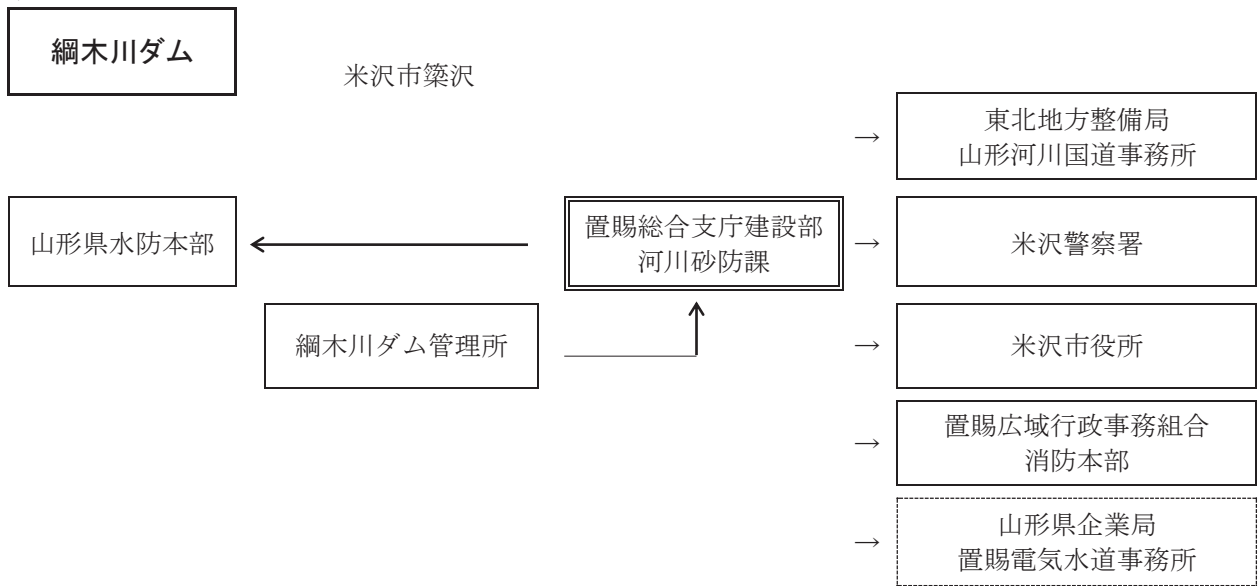 綱木川ダム
米沢市簗沢
→
東北地方整備局
山形河川国道事務所
山形県水防本部
置賜総合支庁建設部
河川砂防課
→
米沢警察署
綱木川ダム管理所
→
米沢市役所
→
置賜広域行政事務組合
消防本部
→
山形県企業局
置賜電気水道事務所